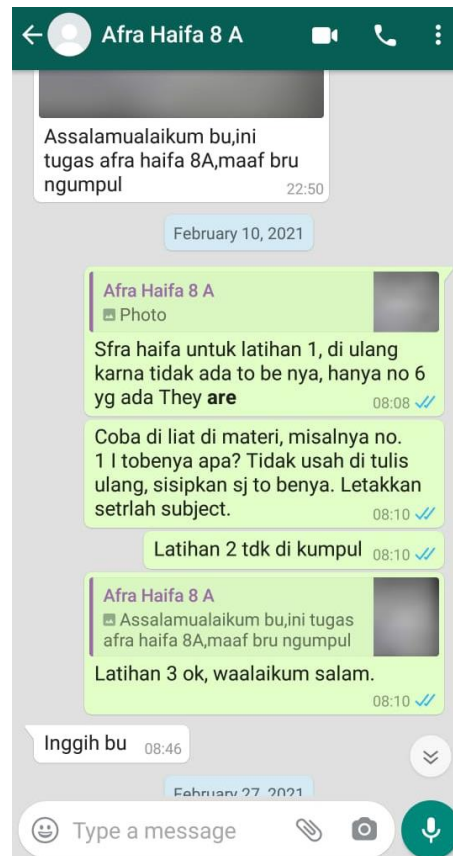 Afra Haifa 8 A
Assalamualaikum bu,ini
tugas afra haifa 8A,maaf bru
ngumpul 22:50
February 10, 2021
Afra Haifa 8 A
Photo
Sfra haifa untuk latihan 1, di ulang
karna tidak ada to be nya, hanya no 6
yg ada They are 08:08
Coba di liat di materi, misalnya no.
1 I tobenya apa? Tidak usah di tulis
ulang, sisipkan sj to benya. Letakkan
setrlah subject. 08:10
Latihan 2 tdk di kumpul 08:10
Afra Haifa 8 A
Assalamualaikum bu,ini tugas
afra haifa 8A,maaf bru ngumpul
Latihan 3 ok, waalaikum salam.
08:10
Inggih bu 08:46
February 27, 2021
Type a message